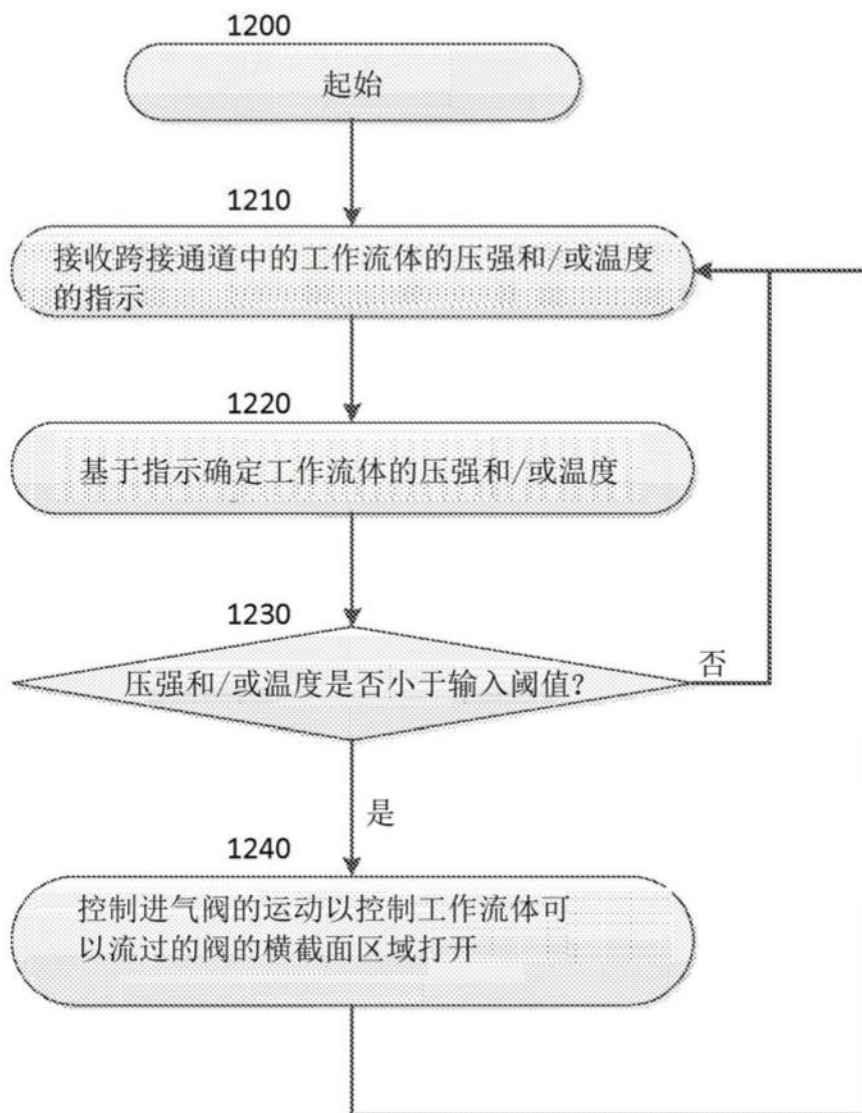 1200
起始
1210
接收跨接通道中的工作流体的压强和/或温度
的指示
1220
基于指示确定工作流体的压强和/或温度
1230
压强和/或温度是否小于输入阈值?
否
是
1240
控制进气阀的运动以控制工作流体可
以流过的阀的横截面区域打开